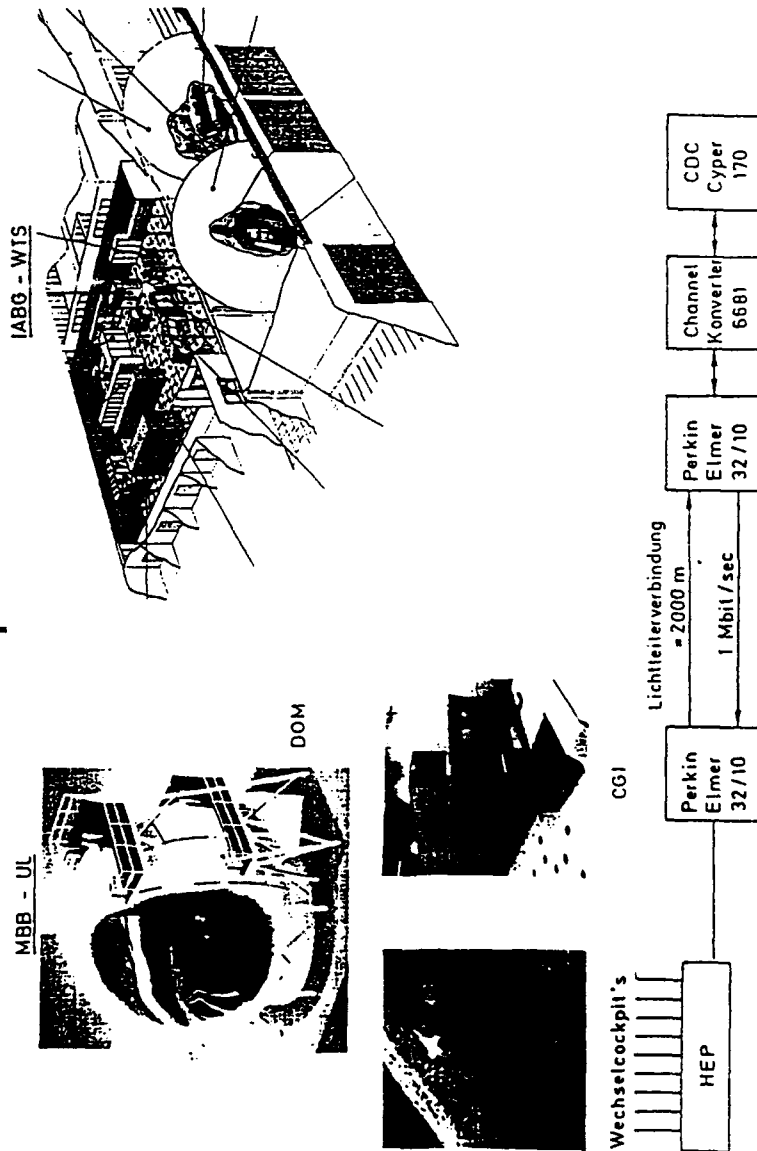 MBB - UL
IABG - WTS
DOM
Wechselcockpit's
CGI
HEP
Perkin
Elmer
32/10
Lichtleiterverbindung
≈ 2000 m
1 Mbit/sec
Perkin
Elmer
32/10
Channel
Konverter
6681
CDC
Cyper
170